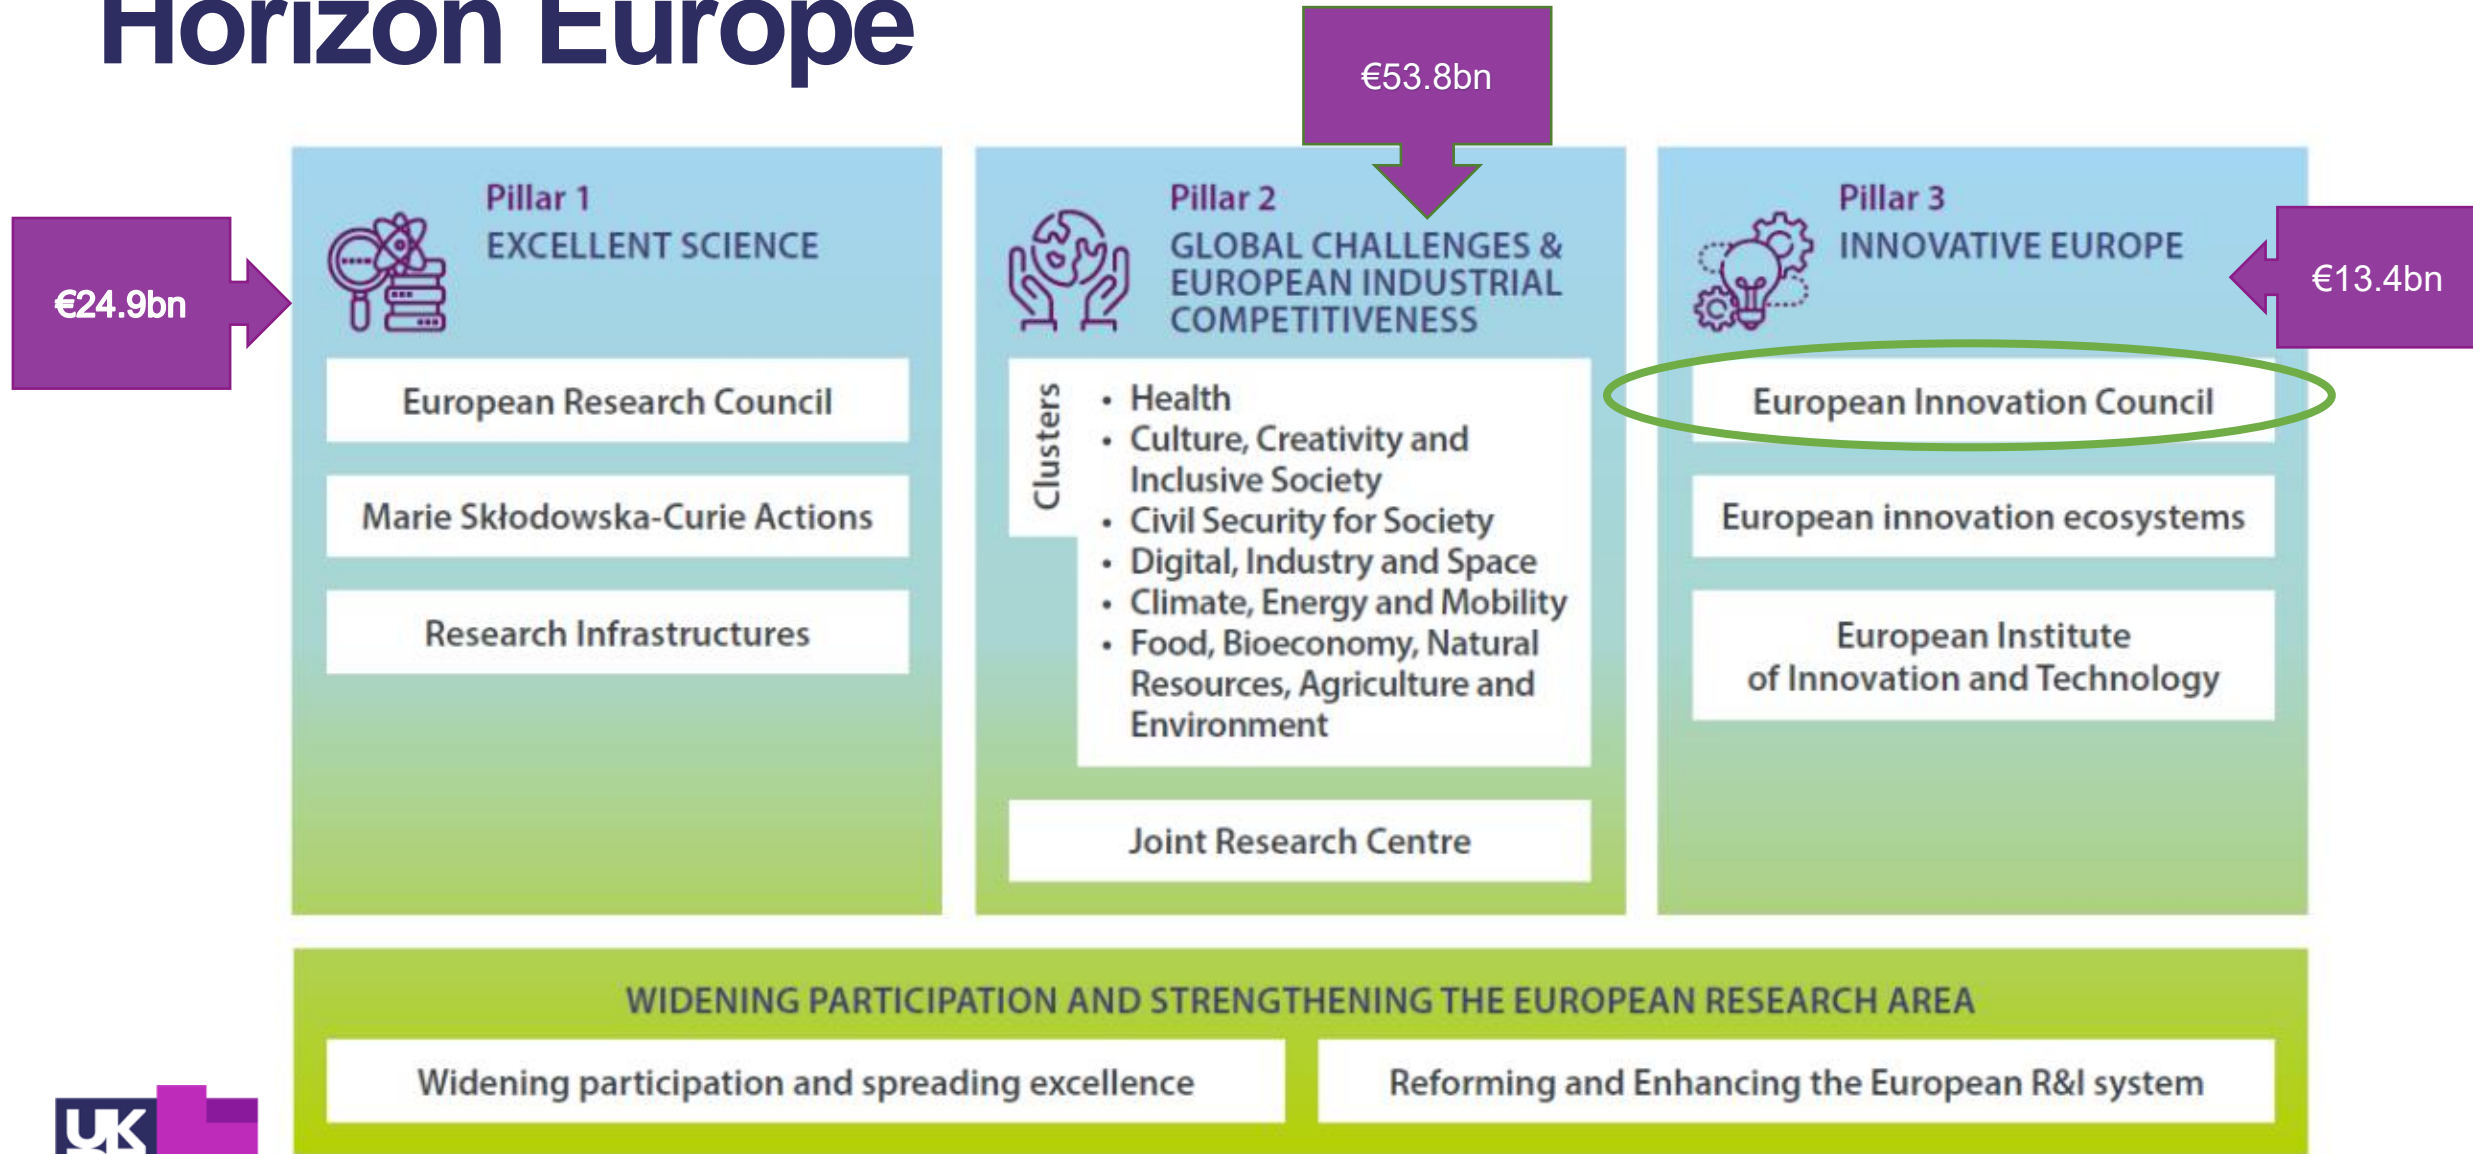 Horizon Europe
€53.8bn
€24.9bn
€13.4bn
Pillar 1
EXCELLENT SCIENCE
European Research Council
Marie Skłodowska-Curie Actions
Research Infrastructures
Pillar 2
GLOBAL CHALLENGES &
EUROPEAN INDUSTRIAL
COMPETITIVENESS
Clusters
• Health
• Culture, Creativity and
Inclusive Society
• Civil Security for Society
• Digital, Industry and Space
• Climate, Energy and Mobility
• Food, Bioeconomy, Natural
Resources, Agriculture and
Environment
Joint Research Centre
Pillar 3
INNOVATIVE EUROPE
European Innovation Council
European innovation ecosystems
European Institute
of Innovation and Technology
WIDENING PARTICIPATION AND STRENGTHENING THE EUROPEAN RESEARCH AREA
Widening participation and spreading excellence
Reforming and Enhancing the European R&I system
UK